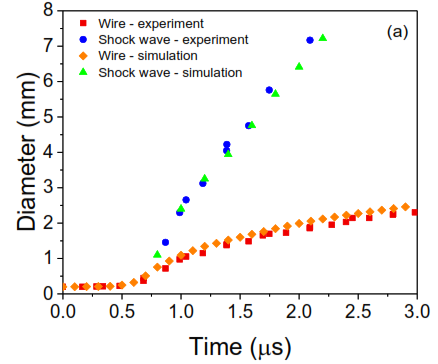 8
7
6
5
4
3
2
1
0
Diameter (mm)
Wire - experiment
Shock wave - experiment
Wire - simulation
Shock wave - simulation
(a)
0.0 0.5 1.0 1.5 2.0 2.5 3.0
Time (μs)